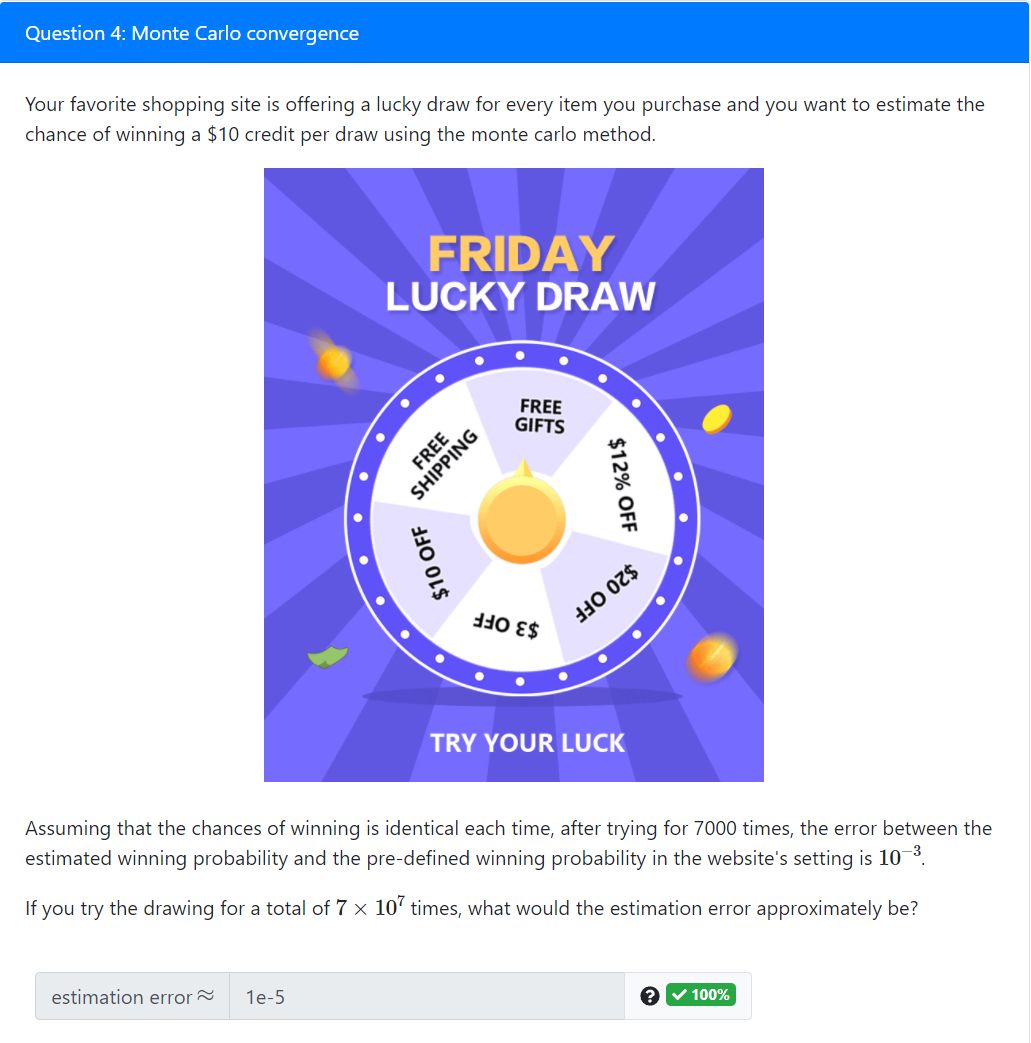 Question 4: Monte Carlo convergence
Your favorite shopping site is offering a lucky draw for every item you purchase and you want to estimate the
chance of winning a $10 credit per draw using the monte carlo method.
FRIDAY
LUCKY DRAW
FREE
GIFTS
FREE
SHIPPING
$12% OFF
$10 OFF
$20 OFF
$3 OFF
TRY YOUR LUCK
Assuming that the chances of winning is identical each time, after trying for 7000 times, the error between the
estimated winning probability and the pre-defined winning probability in the website's setting is 10⁻³.
If you try the drawing for a total of 7 × 10⁷ times, what would the estimation error approximately be?
estimation error ≈ 1e-5 ? ✓ 100%